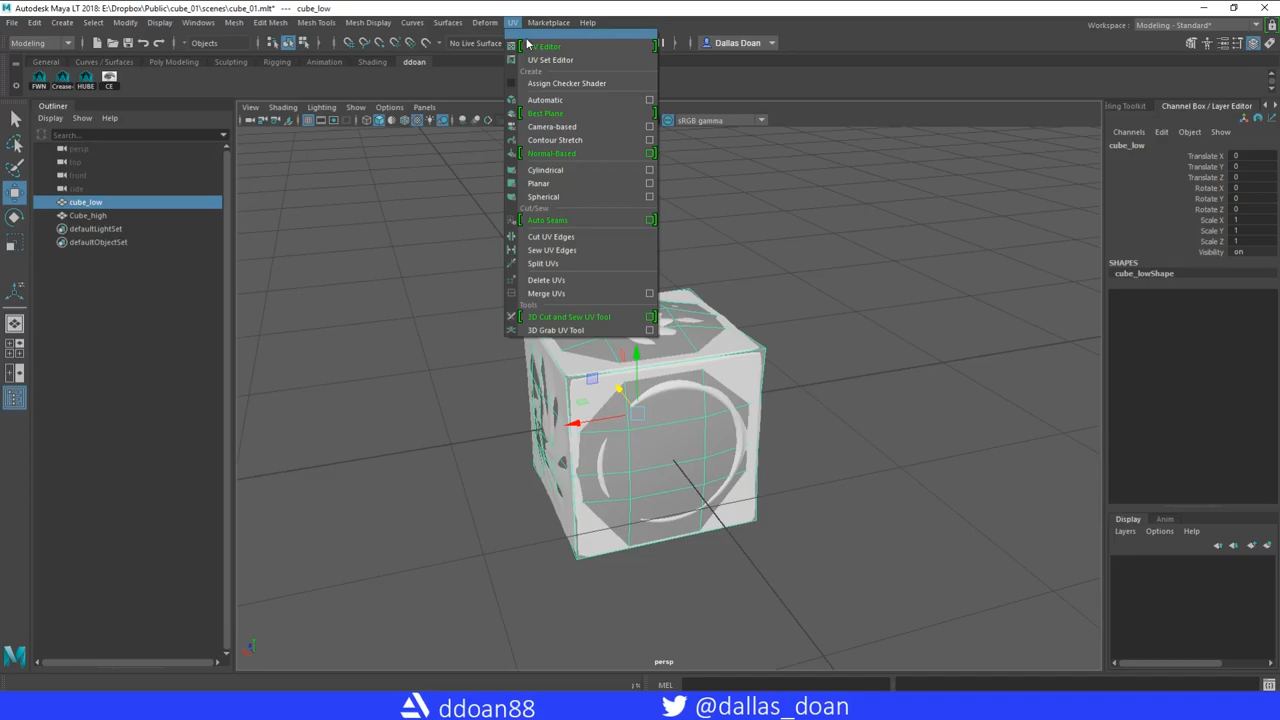 Autodesk Maya LT 2018: E:\Dropbox\Public\cube_01\scenes\cube_01.mlt* --- cube_low
File Edit Create Select Modify Display Windows Mesh Edit Mesh Mesh Tools Mesh Display Curves Surfaces Deform UV Marketplace Help
Workspace : Modeling - Standard*
Modeling Objects No Live Surface Dallas Doan
General Curves / Surfaces Poly Modeling Sculpting Rigging Animation Shading ddoan
FWN Crease HUBE CE
Outliner
Display Show Help
Search...
persp
top
front
side
cube_low
Cube_high
defaultLightSet
defaultObjectSet
View Shading Lighting Show Options Panels
sRGB gamma
UV Editor
UV Set Editor
Create
Assign Checker Shader
Automatic
Best Plane
Camera-based
Contour Stretch
Normal-Based
Cylindrical
Planar
Spherical
Cut/Sew
Auto Seams
Cut UV Edges
Sew UV Edges
Split UVs
Delete UVs
Merge UVs
Tools
3D Cut and Sew UV Tool
3D Grab UV Tool
persp
ling Toolkit Channel Box / Layer Editor
Channels Edit Object Show
cube_low
Translate X 0
Translate Y 0
Translate Z 0
Rotate X 0
Rotate Y 0
Rotate Z 0
Scale X 1
Scale Y 1
Scale Z 1
Visibility on
SHAPES
cube_lowShape
Display Anim
Layers Options Help
MEL
ddoan88 @dallas_doan